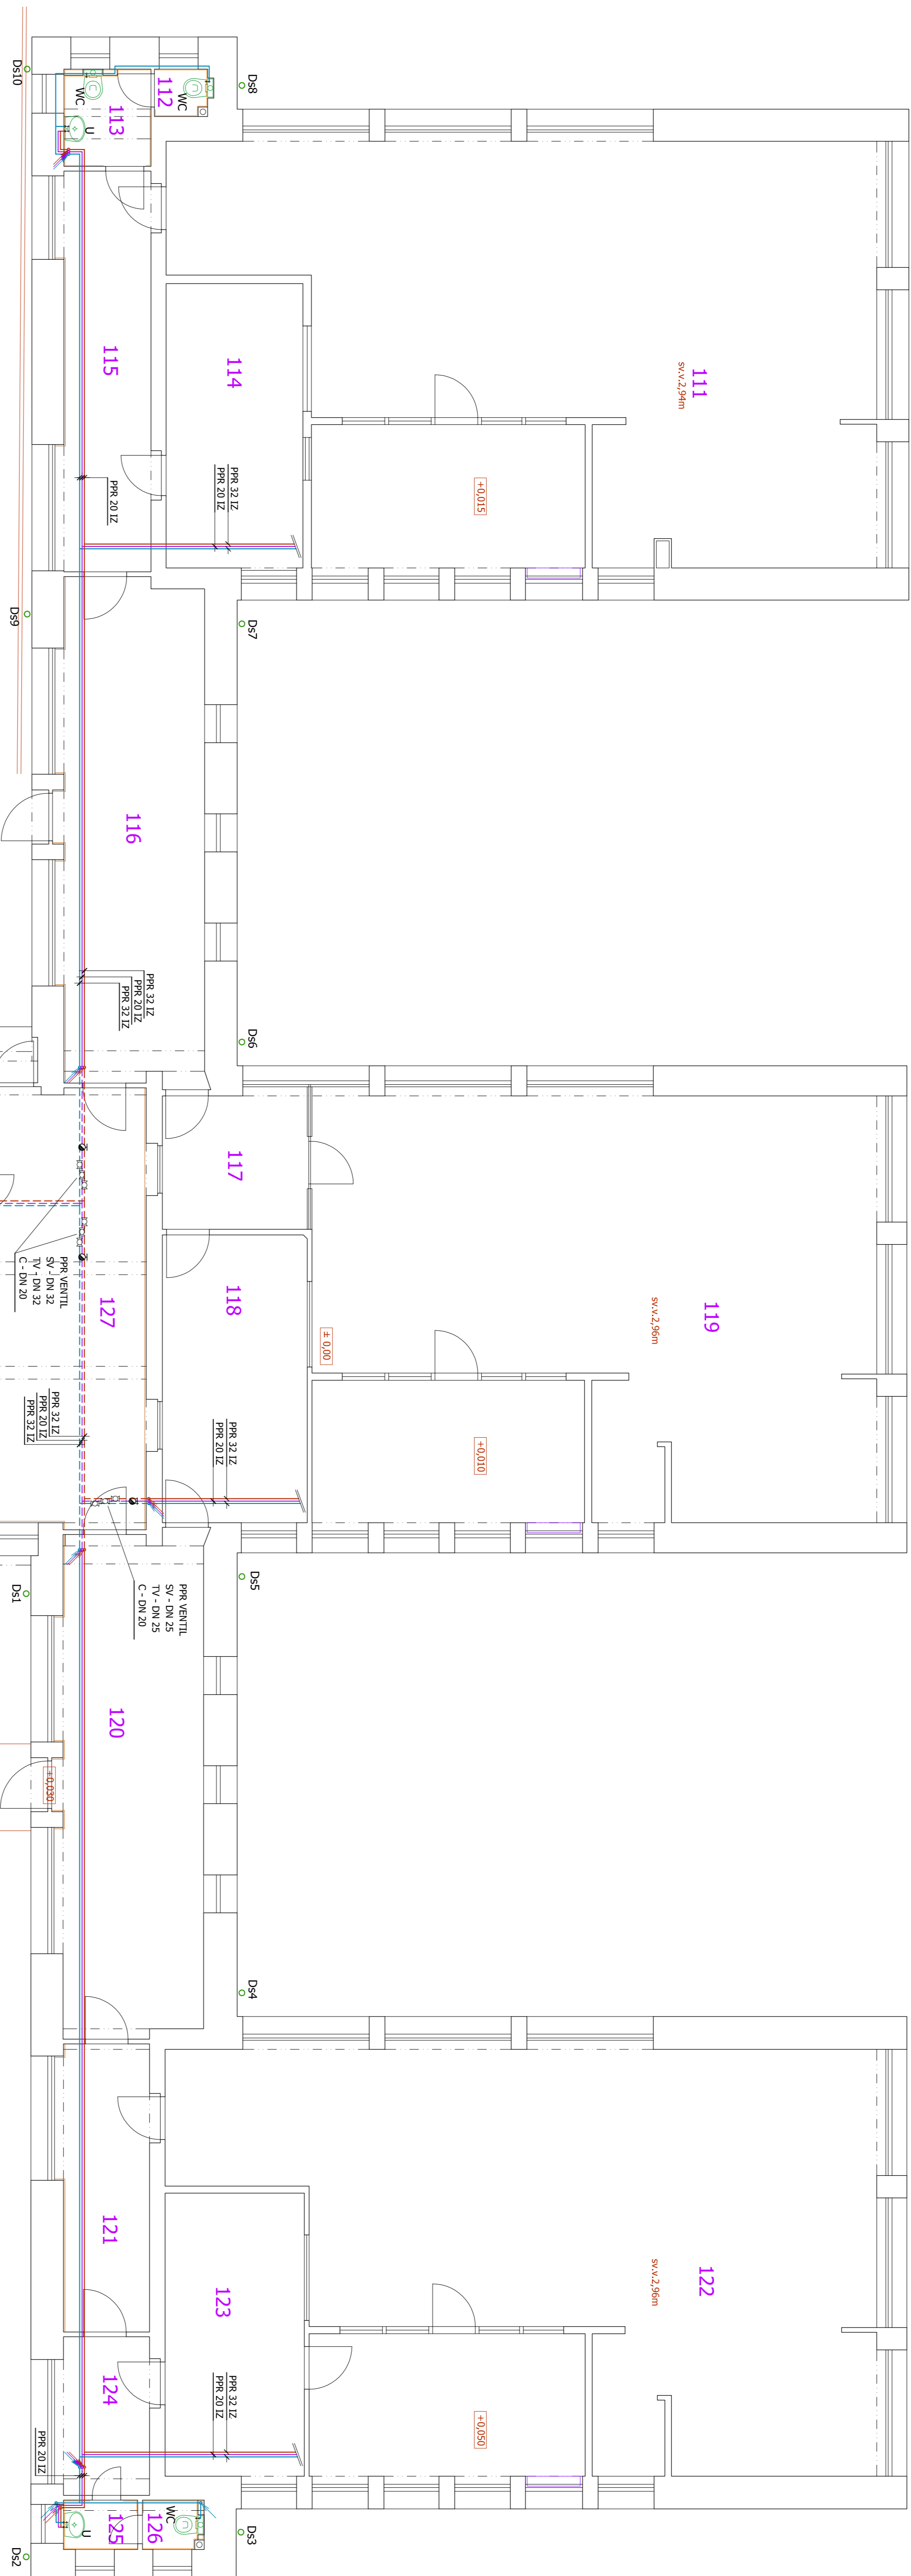 Ds10
Ds8
WC
112
WC
113
U
115
114
111
sv.v.2,94m
+0,015
PPR 32 IZ
PPR 20 IZ
PPR 20 IZ
Ds9
Ds7
116
PPR 32 IZ
PPR 20 IZ
PPR 32 IZ
Ds6
117
118
119
sv.v.2,96m
± 0,00
127
PPR VENTIL
SV - DN 32
TV - DN 32
C - DN 20
PPR 32 IZ
PPR 20 IZ
PPR 32 IZ
PPR 32 IZ
PPR 20 IZ
+0,010
Ds1
Ds5
PPR VENTIL
SV - DN 25
TV - DN 25
C - DN 20
120
+0,030
Ds4
121
122
sv.v.2,96m
123
124
PPR 32 IZ
PPR 20 IZ
+0,050
PPR 20 IZ
WC
126
125
U
Ds3
Ds2